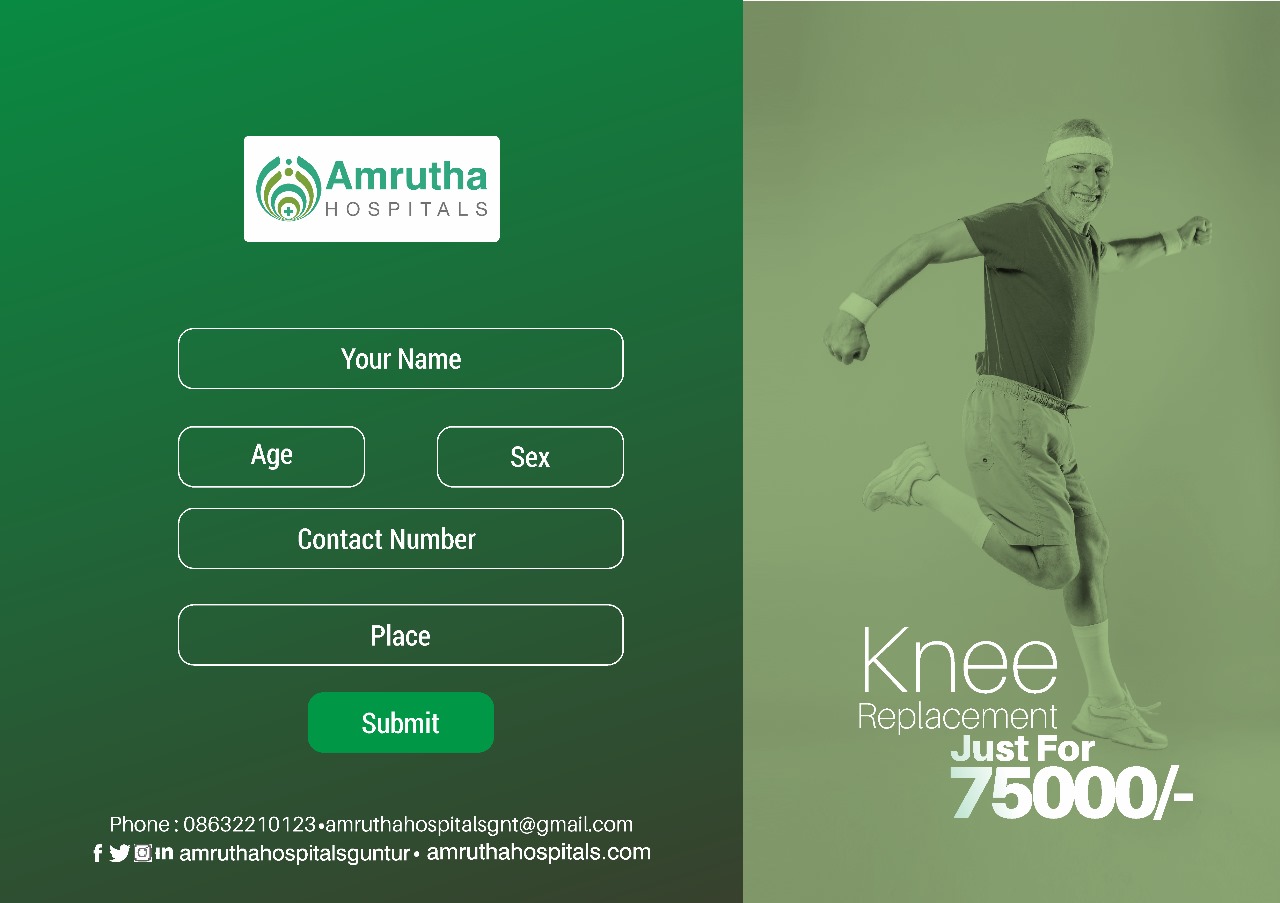 Amrutha
HOSPITALS
Your Name
Age
Sex
Contact Number
Place
Submit
Phone : 08632210123•amruthahospitalsgnt@gmail.com
amruthahospitalsguntur • amruthahospitals.com
Knee
Replacement
Just For
75000/-